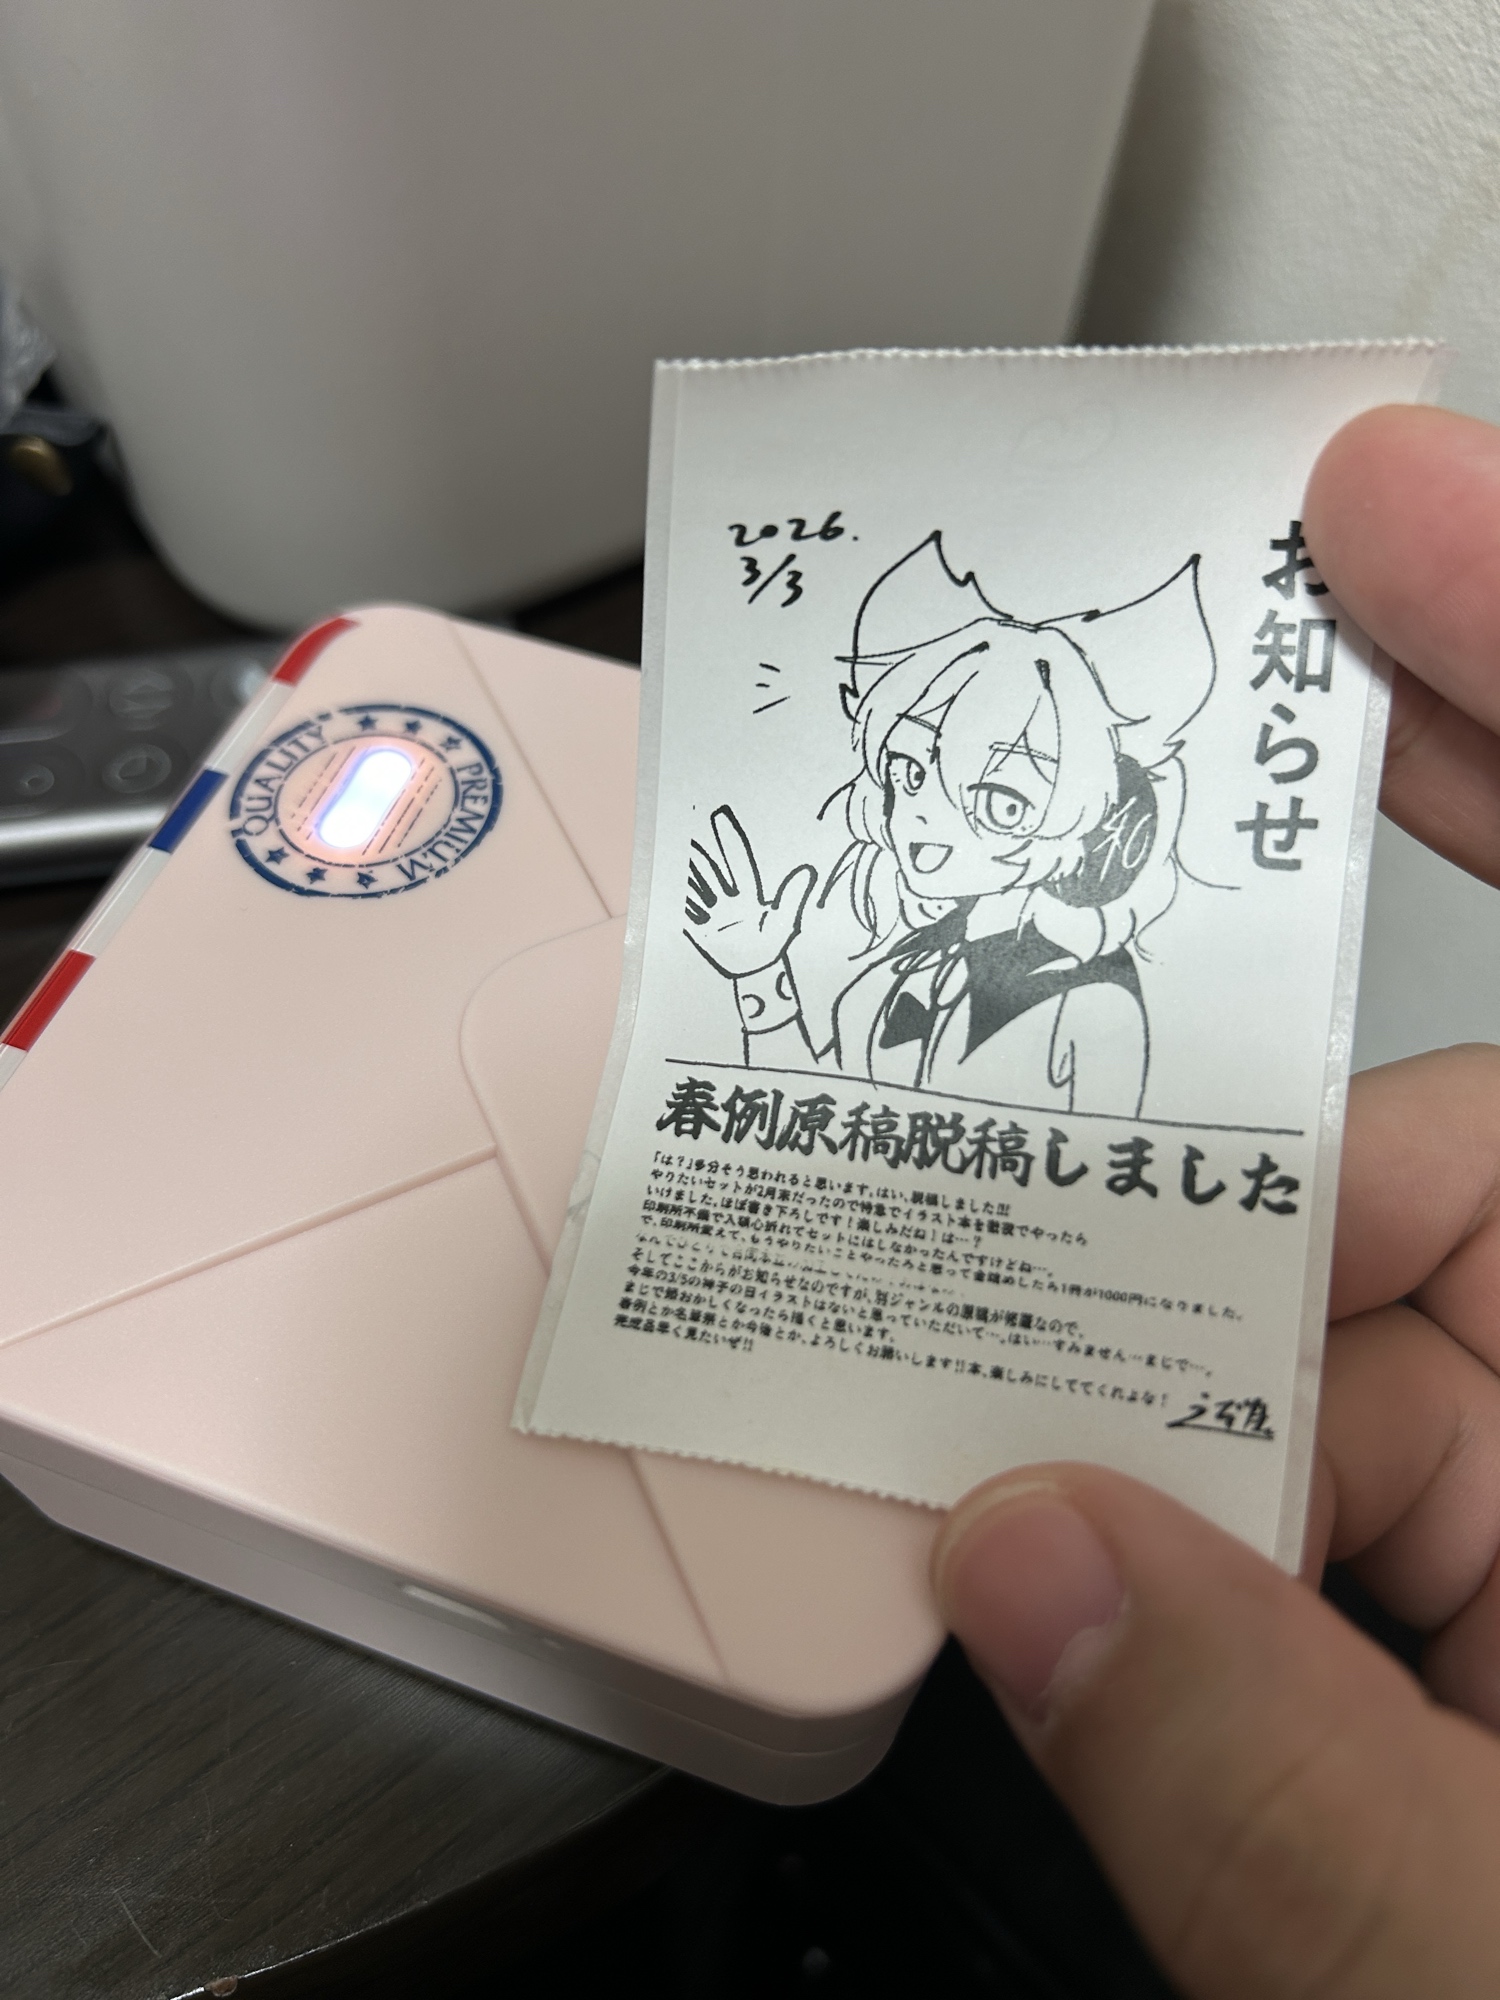 QUALITY
PREMIUM
2026.
3/3
お知らせ
和
春例原稿脱稿しました
「は？」多分そう思われると思います。はい、脱稿しました!!!
やりたいセットが2月末だったので特急でイラスト本を徹夜でやったら
いけました。ほぼ書き下ろしです！楽しみだね！は…？
印刷所不備で入稿心折れてセットにはしなかったんですけどね…。
で、印刷所変えて、もうやりたいことやったろと思って金踏めしたら1冊が1000円になりました。
そしてここからがお知らせなのですが、別ジャンルの原稿が修羅なので、
今年の3/5の神子の日イラストはないと思っていただいて…。はい…すみません…まじで…。
まじで頭おかしくなったら描くと思います。
春例とか名華祭とか今後とか、よろしくお願いします!!本、楽しみにしててくれよな！
完成品早く見たいぜ!!